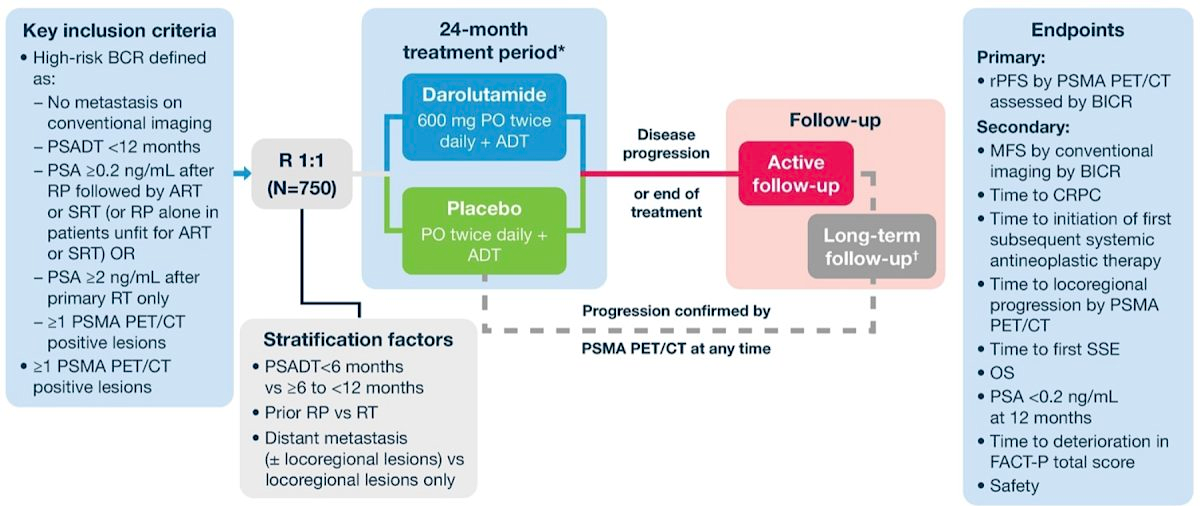 Key inclusion criteria
• High-risk BCR defined
as:
– No metastasis on
conventional imaging
– PSADT <12 months
– PSA ≥0.2 ng/mL after
RP followed by ART
or SRT (or RP alone in
patients unfit for ART
or SRT) OR
– PSA ≥2 ng/mL after
primary RT only
– ≥1 PSMA PET/CT
positive lesions
• ≥1 PSMA PET/CT
positive lesions
R 1:1
(N=750)
Stratification factors
• PSADT<6 months
vs ≥6 to <12 months
• Prior RP vs RT
• Distant metastasis
(± locoregional lesions) vs
locoregional lesions only
24-month
treatment period*
Darolutamide
600 mg PO twice
daily + ADT
Placebo
PO twice daily +
ADT
Disease
progression
or end of
treatment
Follow-up
Active
follow-up
Long-term
follow-up†
Progression confirmed by
PSMA PET/CT at any time
Endpoints
Primary:
• rPFS by PSMA PET/CT
assessed by BICR
Secondary:
• MFS by conventional
imaging by BICR
• Time to CRPC
• Time to initiation of first
subsequent systemic
antineoplastic therapy
• Time to locoregional
progression by PSMA
PET/CT
• Time to first SSE
• OS
• PSA <0.2 ng/mL
at 12 months
• Time to deterioration in
FACT-P total score
• Safety